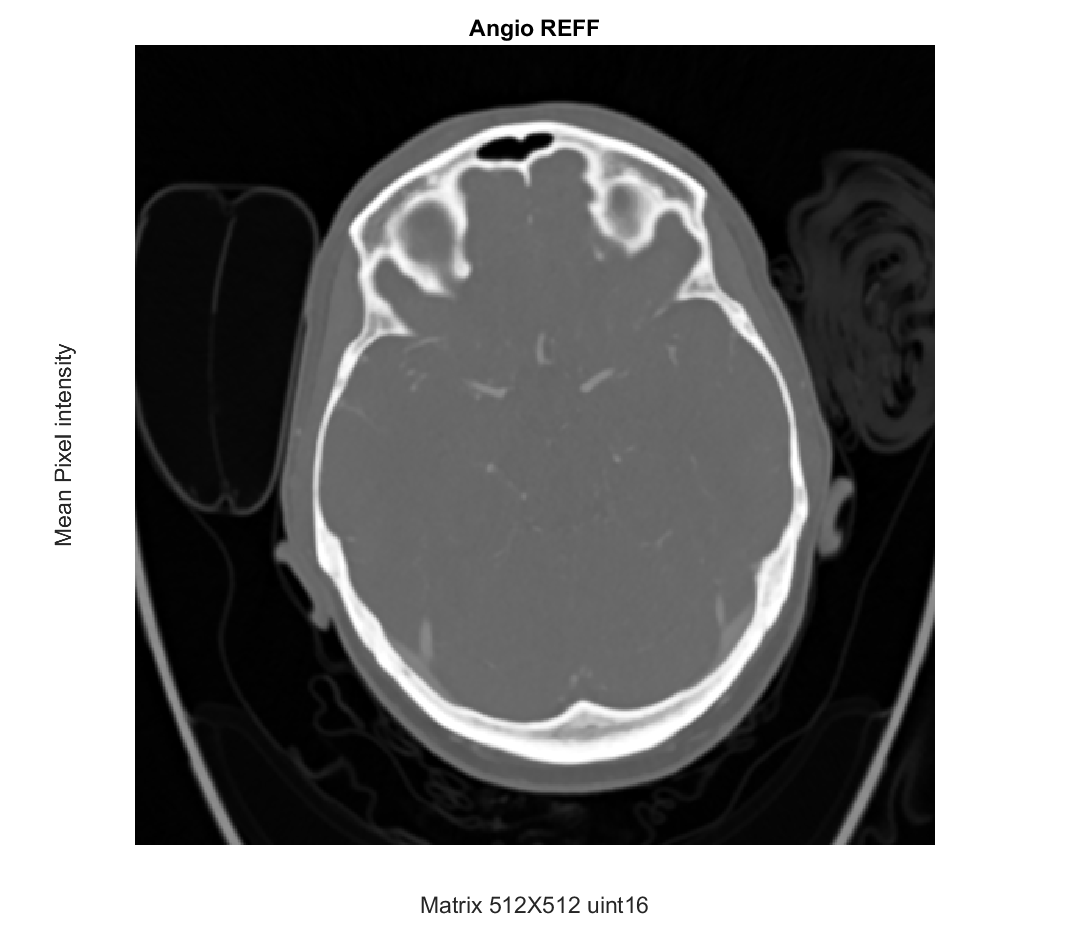 Angio REFF
Mean Pixel intensity
Matrix 512X512 uint16